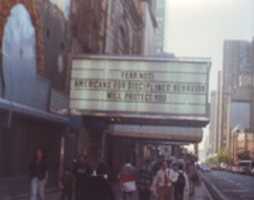 FEAR NOT!
AMERICANS FOR DISCIPLINED BEHAVIOR
WILL PROTECT YOU